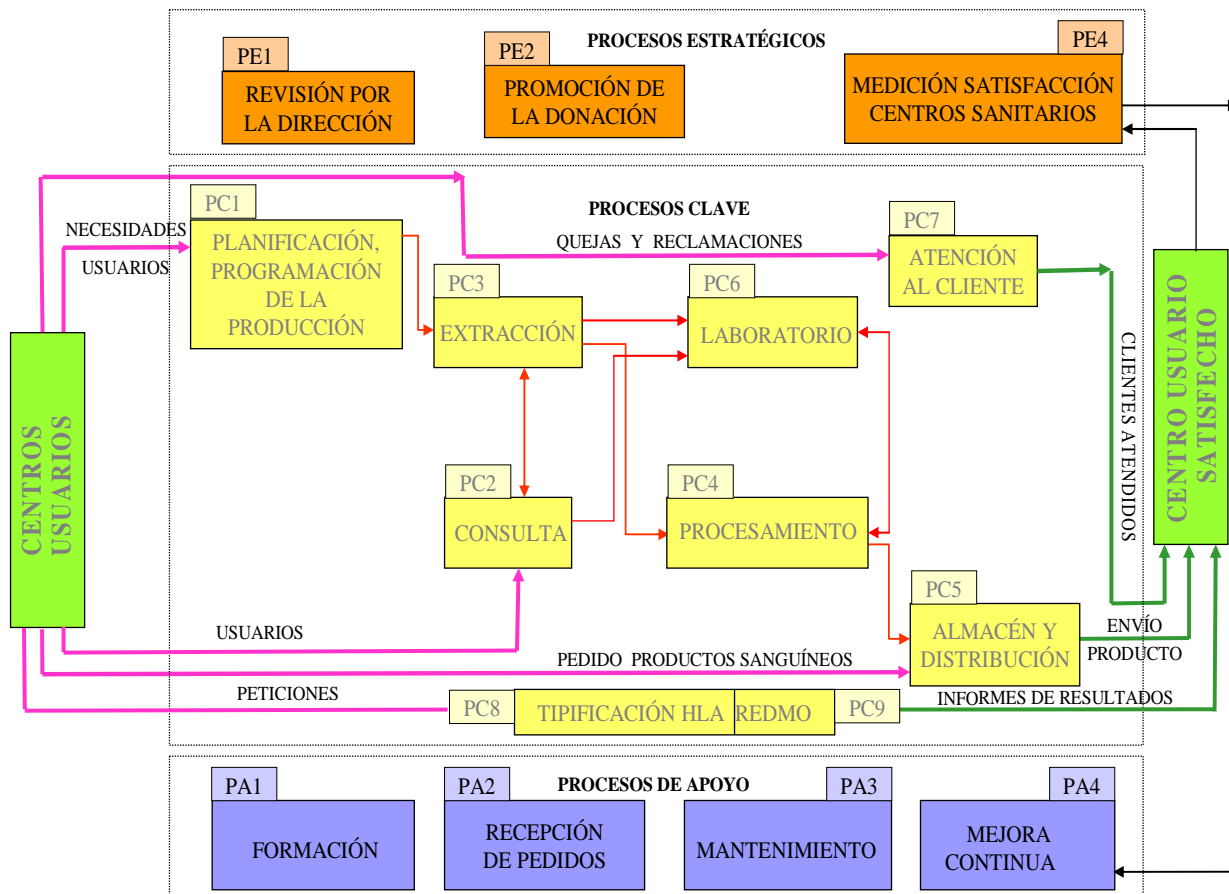 PROCESOS ESTRATÉGICOS
PE1
REVISIÓN POR
LA DIRECCIÓN
PE2
PROMOCIÓN DE
LA DONACIÓN
PE4
MEDICIÓN SATISFACCIÓN
CENTROS SANITARIOS
PROCESOS CLAVE
NECESIDADES
USUARIOS
PC1
PLANIFICACIÓN,
PROGRAMACIÓN
DE LA
PRODUCCIÓN
QUEJAS Y RECLAMACIONES
PC7
ATENCIÓN
AL CLIENTE
PC3
EXTRACCIÓN
PC6
LABORATORIO
CENTROS
USUARIOS
CLIENTES ATENDIDOS
CENTRO USUARIO
SATISFECHO
PC2
CONSULTA
PC4
PROCESAMIENTO
PC5
ALMACÉN Y
DISTRIBUCIÓN
ENVÍO
PRODUCTO
USUARIOS
PEDIDO PRODUCTOS SANGUÍNEOS
PETICIONES
PC8
TIPIFICACIÓN HLA
REDMO
PC9
INFORMES DE RESULTADOS
PROCESOS DE APOYO
PA1
FORMACIÓN
PA2
RECEPCIÓN
DE PEDIDOS
PA3
MANTENIMIENTO
PA4
MEJORA
CONTINUA